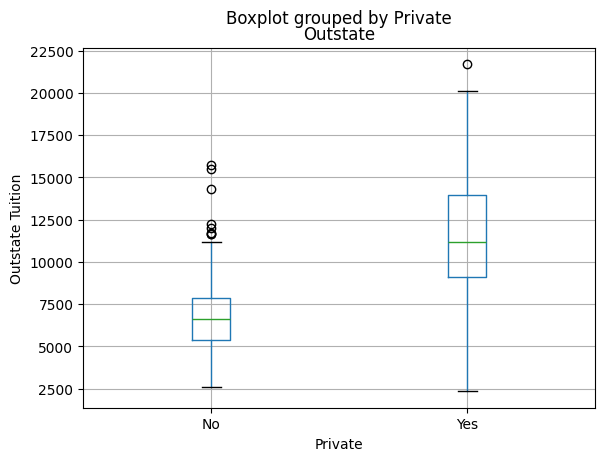 Boxplot grouped by Private
Outstate
22500
20000
17500
15000
12500
10000
7500
5000
2500
Outstate Tuition
No
Yes
Private